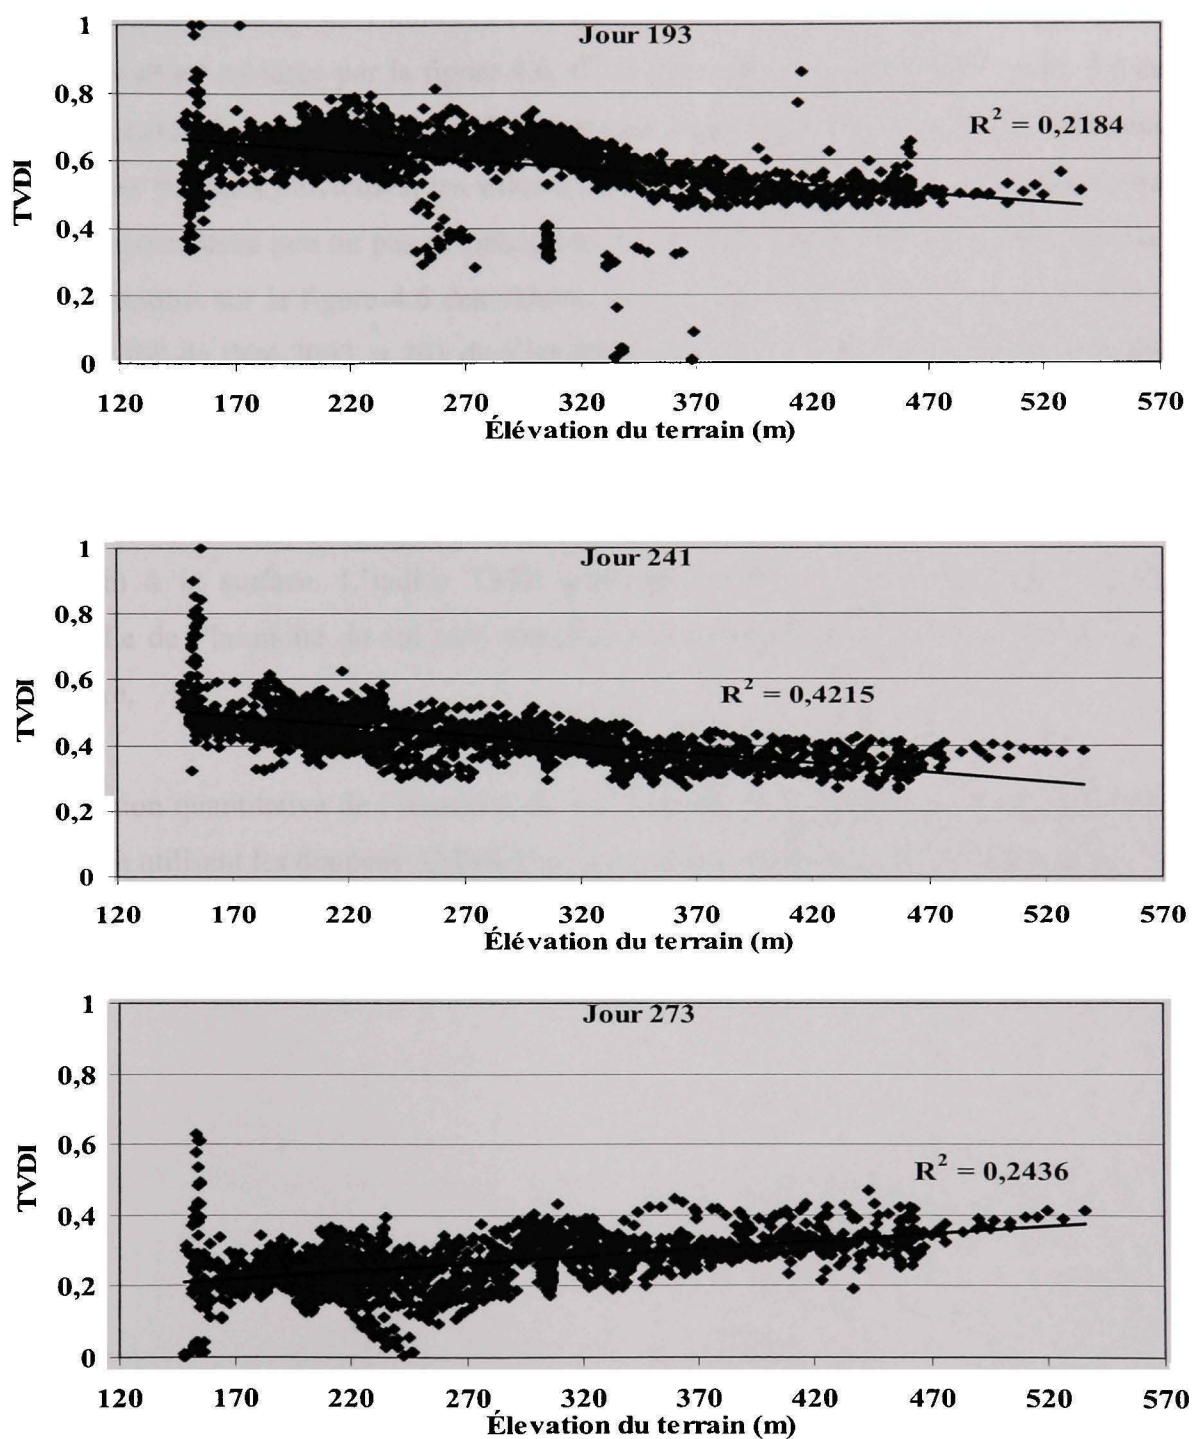 Jour 193
1
0,8
0,6
0,4
0,2
0
TVDI
R² = 0,2184
120 170 220 270 320 370 420 470 520 570
Élévation du terrain (m)
Jour 241
1
0,8
0,6
0,4
0,2
0
TVDI
R² = 0,4215
120 170 220 270 320 370 420 470 520 570
Élévation du terrain (m)
Jour 273
1
0,8
0,6
0,4
0,2
0
TVDI
R² = 0,2436
120 170 220 270 320 370 420 470 520 570
Élévation du terrain (m)